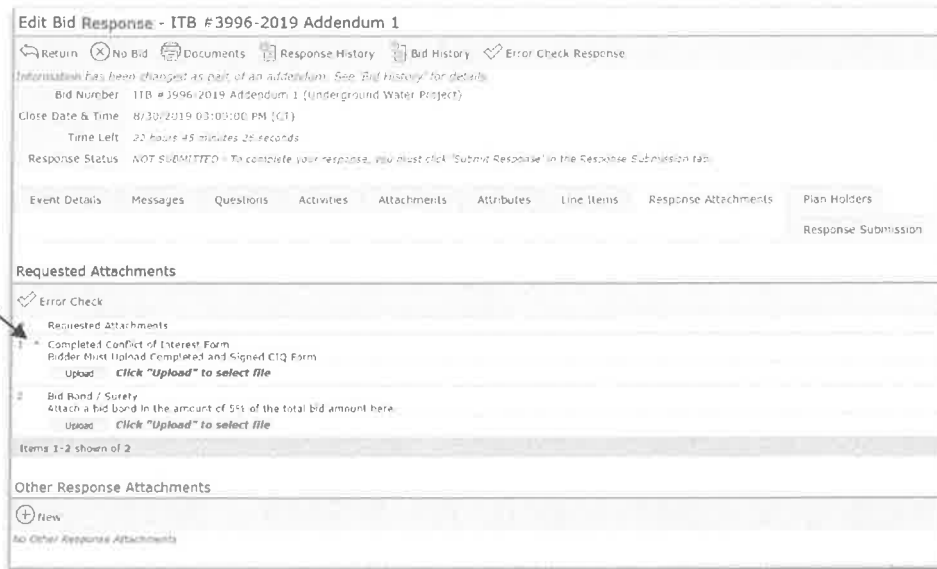 Edit Bid Response - ITB #3996-2019 Addendum 1
Return No Bid Documents Response History Bid History Error Check Response
Information has been changed as part of an addendum. See 'Bid History' for details.
Bid Number ITB #3996-2019 Addendum 1 (Underground Water Project)
Close Date & Time 8/30/2019 03:00:00 PM (CT)
Time Left 22 hours 45 minutes 25 seconds
Response Status NOT SUBMITTED - To complete your response, you must click 'Submit Response' in the Response Submission tab.
Event Details Messages Questions Activities Attachments Attributes Line Items Response Attachments Plan Holders
Response Submission
Requested Attachments
Error Check
Requested Attachments
1 * Completed Conflict of Interest Form
Bidder Must Upload Completed and Signed CIQ Form
Upload Click "Upload" to select file
2 Bid Bond / Surety
Attach a bid bond in the amount of 5% of the total bid amount here.
Upload Click "Upload" to select file
Items 1-2 shown of 2
Other Response Attachments
New
No Other Response Attachments